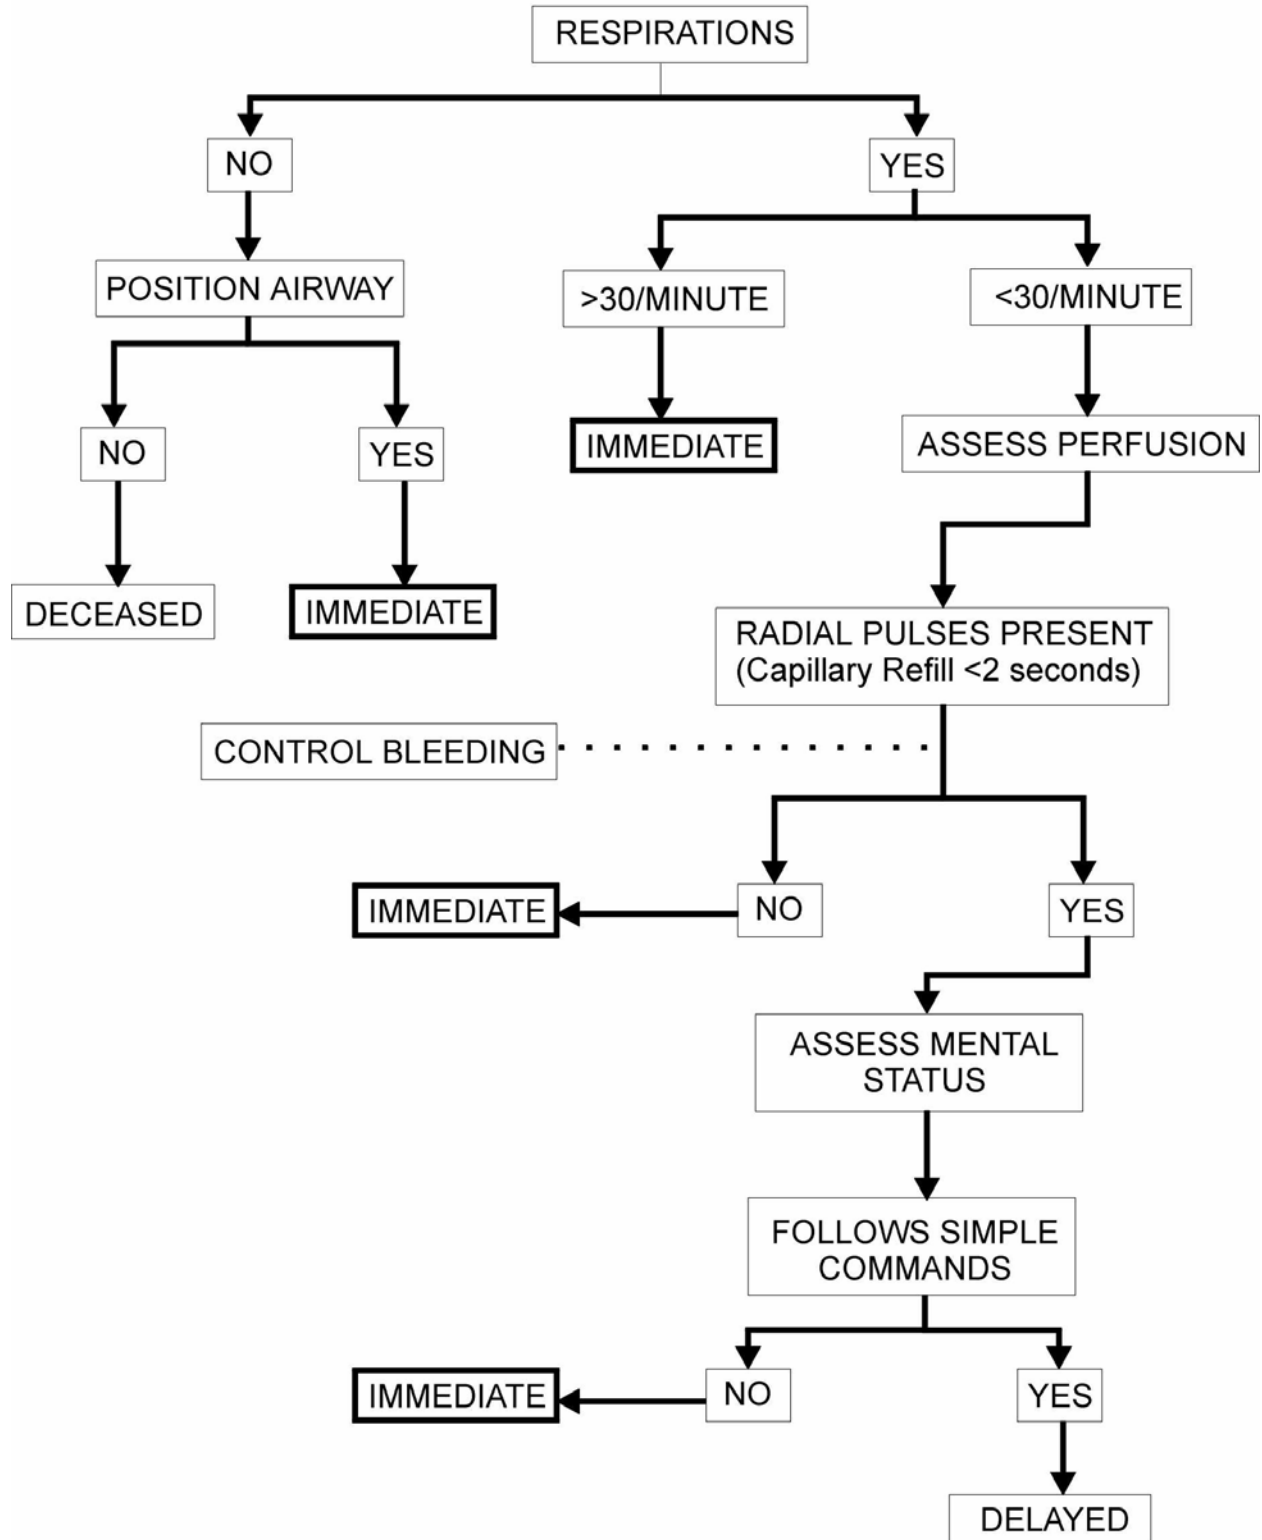 RESPIRATIONS
NO
YES
POSITION AIRWAY
>30/MINUTE
<30/MINUTE
NO
YES
IMMEDIATE
ASSESS PERFUSION
DECEASED
IMMEDIATE
RADIAL PULSES PRESENT
(Capillary Refill <2 seconds)
CONTROL BLEEDING
IMMEDIATE
NO
YES
ASSESS MENTAL
STATUS
FOLLOWS SIMPLE
COMMANDS
IMMEDIATE
NO
YES
DELAYED